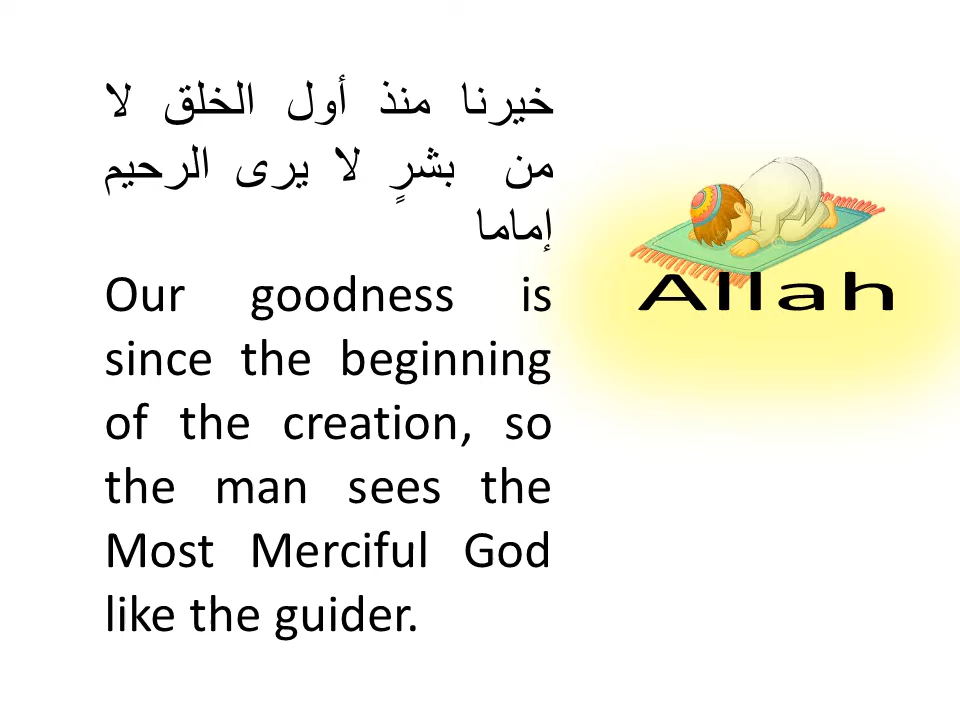 خيرنا منذ أول الخلق لا
من بشرٍ لا يرى الرحيم
إماما
Our goodness is
since the beginning
of the creation, so
the man sees the
Most Merciful God
like the guider.
Allah